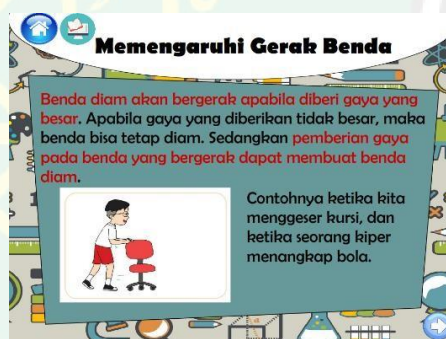 Memengaruhi Gerak Benda
Benda diam akan bergerak apabila diberi gaya yang
besar. Apabila gaya yang diberikan tidak besar, maka
benda bisa tetap diam. Sedangkan pemberian gaya
pada benda yang bergerak dapat membuat benda
diam.
Contohnya ketika kita
menggeser kursi, dan
ketika seorang kiper
menangkap bola.